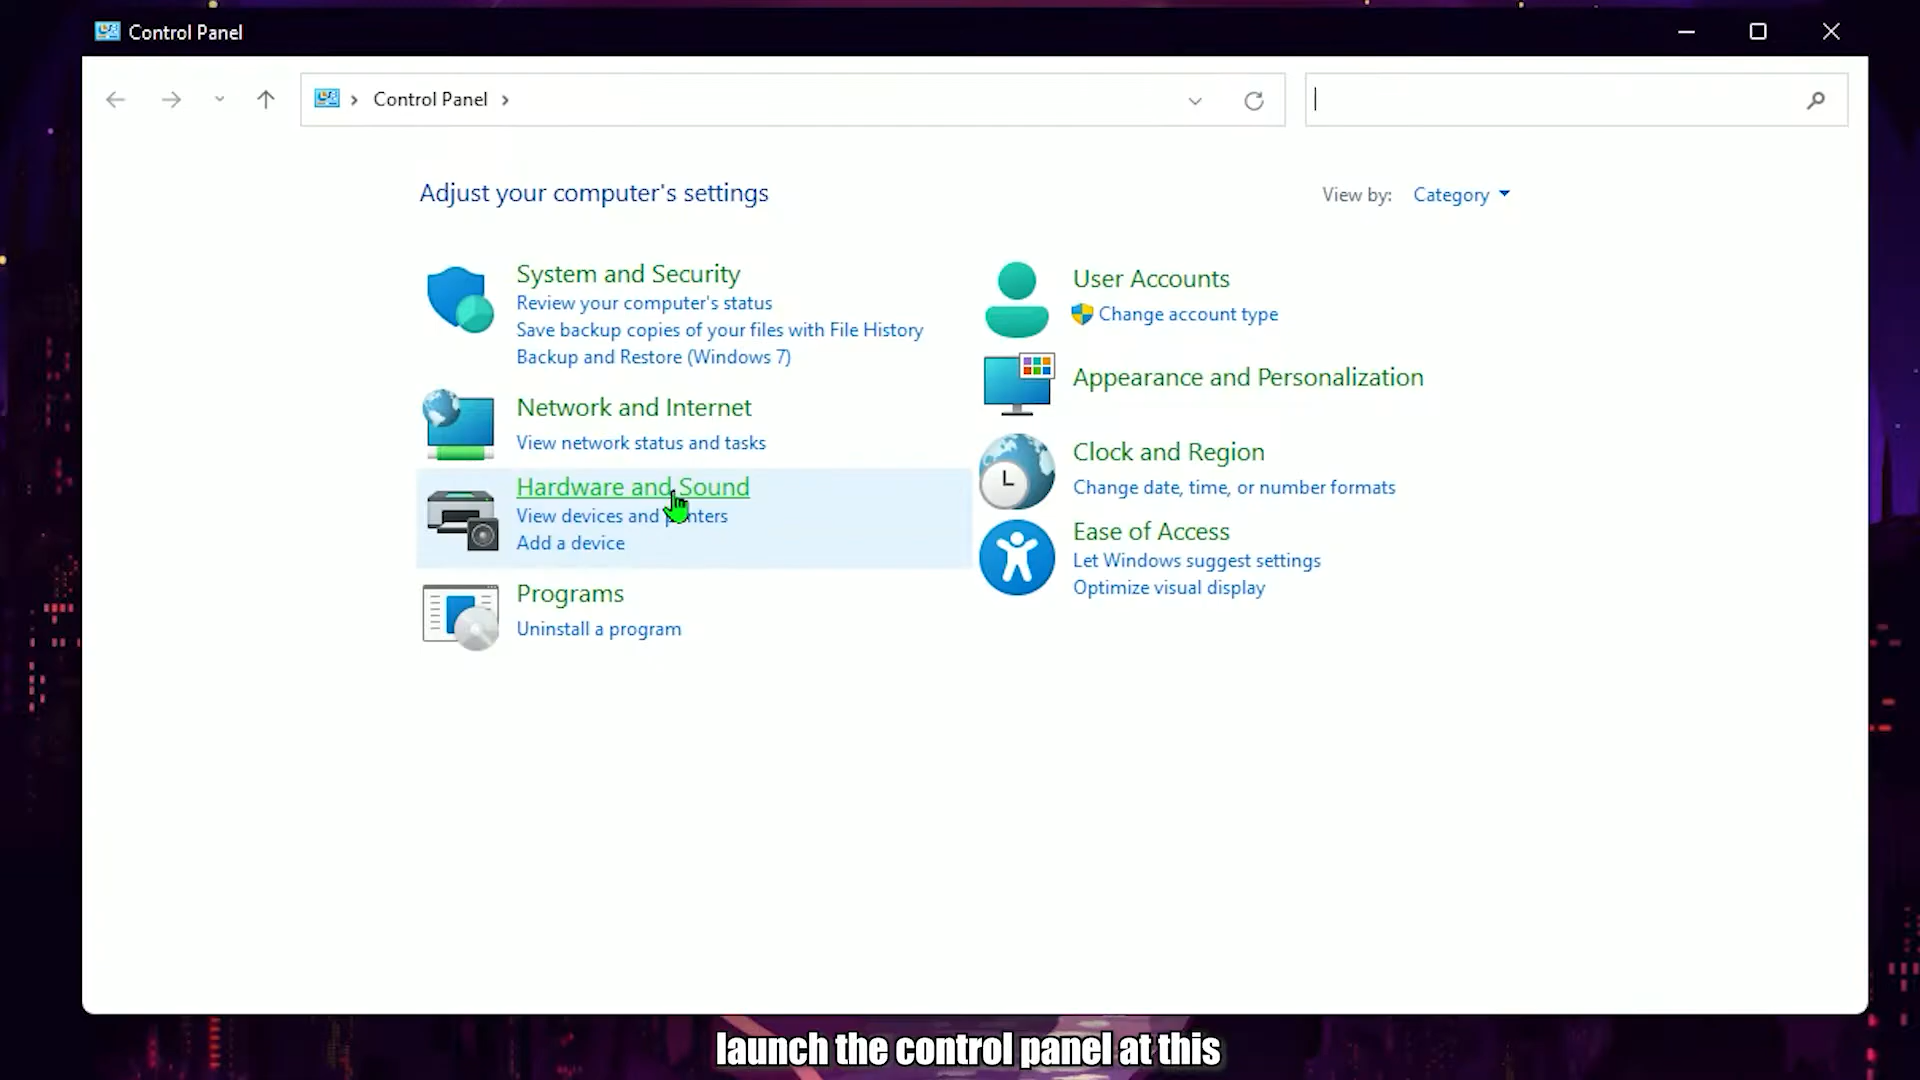 Control Panel
Control Panel
Adjust your computer's settings
View by: Category
System and Security
Review your computer's status
Save backup copies of your files with File History
Backup and Restore (Windows 7)
Network and Internet
View network status and tasks
Hardware and Sound
View devices and printers
Add a device
Programs
Uninstall a program
User Accounts
Change account type
Appearance and Personalization
Clock and Region
Change date, time, or number formats
Ease of Access
Let Windows suggest settings
Optimize visual display
launch the control panel at this